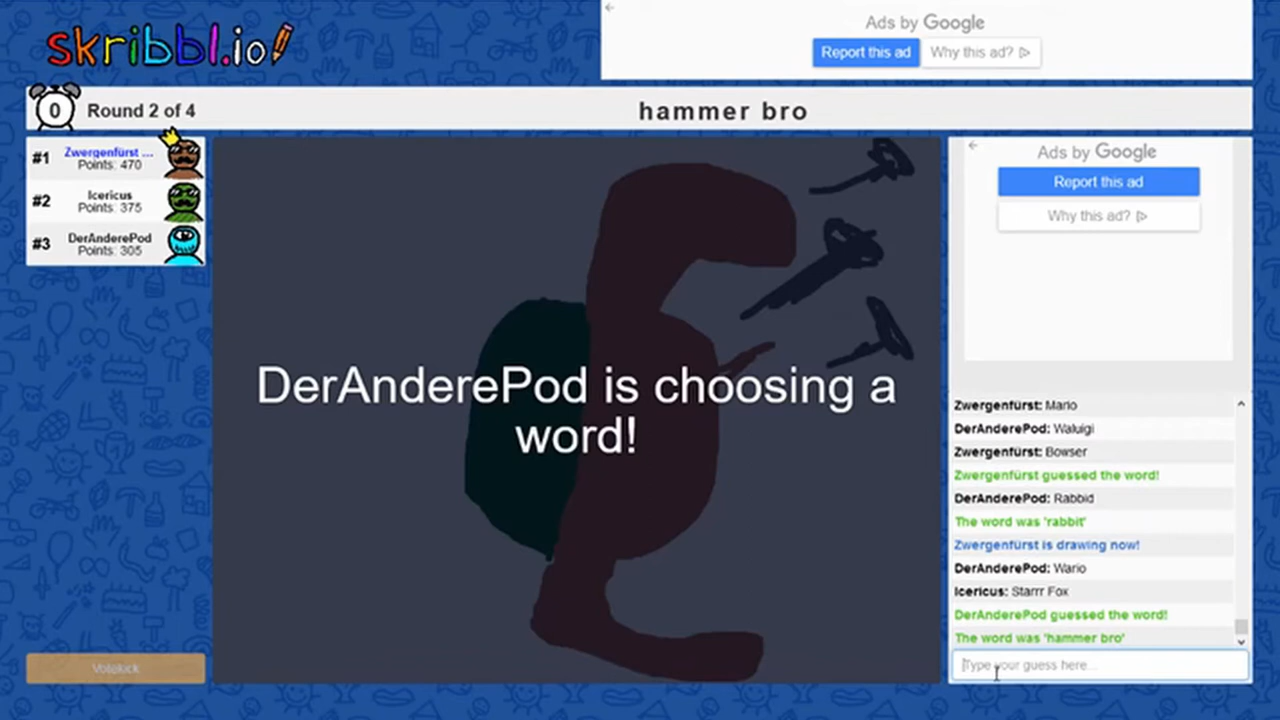 skribbl.io!
Ads by Google
Report this ad
Why this ad?
0
Round 2 of 4
hammer bro
#1
Zwergenfürst ...
Points: 470
#2
Icericus
Points: 375
#3
DerAnderePod
Points: 305
DerAnderePod is choosing a
word!
Votekick
Ads by Google
Report this ad
Why this ad?
Zwergenfürst: Mario
DerAnderePod: Waluigi
Zwergenfürst: Bowser
Zwergenfürst guessed the word!
DerAnderePod: Rabbid
The word was 'rabbit'
Zwergenfürst is drawing now!
DerAnderePod: Wario
Icericus: Starrr Fox
DerAnderePod guessed the word!
The word was 'hammer bro'
Type your guess here...